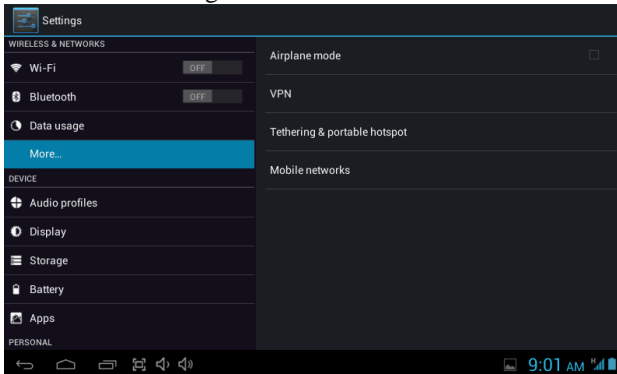 Settings
WIRELESS & NETWORKS
Wi-Fi OFF
Bluetooth OFF
Data usage
More...
DEVICE
Audio profiles
Display
Storage
Battery
Apps
PERSONAL
Airplane mode
VPN
Tethering & portable hotspot
Mobile networks
9:01 AM H